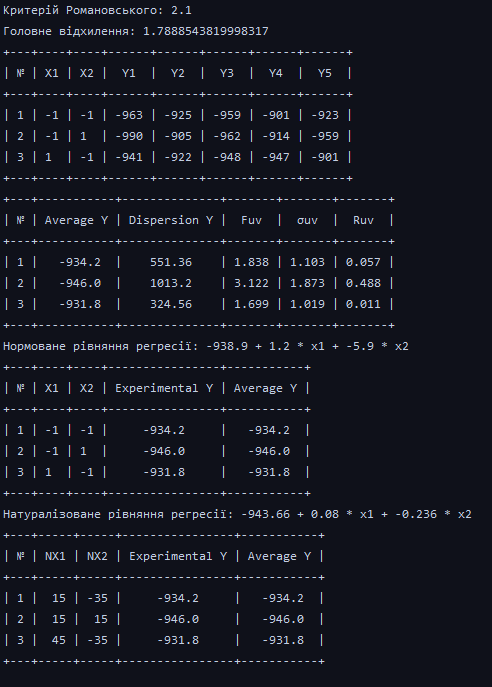 Критерій Романовського: 2.1
Головне відхилення: 1.7888543819998317
+---+----+----+------+------+------+------+------+
| № | X1 | X2 |  Y1  |  Y2  |  Y3  |  Y4  |  Y5  |
+---+----+----+------+------+------+------+------+
| 1 | -1 | -1 | -963 | -925 | -959 | -901 | -923 |
| 2 | -1 | 1  | -990 | -905 | -962 | -914 | -959 |
| 3 | 1  | -1 | -941 | -922 | -948 | -947 | -901 |
+---+----+----+------+------+------+------+------+
+---+-----------+--------------+-------+-------+-------+
| № | Average Y | Dispersion Y |  Fuv  |  σuv  |  Ruv  |
+---+-----------+--------------+-------+-------+-------+
| 1 |   -934.2  |    551.36    | 1.838 | 1.103 | 0.057 |
| 2 |   -946.0  |    1013.2    | 3.122 | 1.873 | 0.488 |
| 3 |   -931.8  |    324.56    | 1.699 | 1.019 | 0.011 |
+---+-----------+--------------+-------+-------+-------+
Нормоване рівняння регресії: -938.9 + 1.2 * x1 + -5.9 * x2
+---+----+----+----------------+-----------+
| № | X1 | X2 | Experimental Y | Average Y |
+---+----+----+----------------+-----------+
| 1 | -1 | -1 |     -934.2     |   -934.2  |
| 2 | -1 | 1  |     -946.0     |   -946.0  |
| 3 | 1  | -1 |     -931.8     |   -931.8  |
+---+----+----+----------------+-----------+
Натуралізоване рівняння регресії: -943.66 + 0.08 * x1 + -0.236 * x2
+---+-----+-----+----------------+-----------+
| № | NX1 | NX2 | Experimental Y | Average Y |
+---+-----+-----+----------------+-----------+
| 1 |  15 | -35 |     -934.2     |   -934.2  |
| 2 |  15 |  15 |     -946.0     |   -946.0  |
| 3 |  45 | -35 |     -931.8     |   -931.8  |
+---+-----+-----+----------------+-----------+